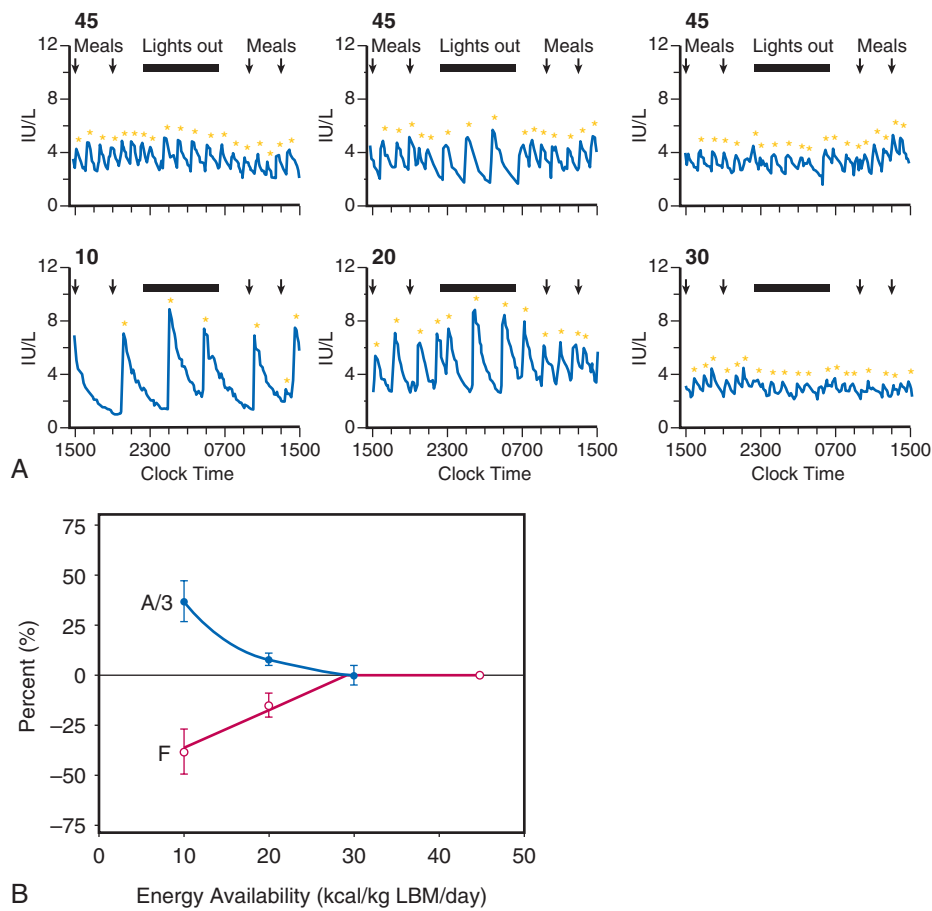 45 45 45
Meals Lights out Meals Meals Lights out Meals Meals Lights out Meals
12 12 12
8 8 8
IU/L IU/L IU/L
4 4 4
0 0 0
10 20 30
12 12 12
8 8 8
IU/L IU/L IU/L
4 4 4
0 0 0
1500 2300 0700 1500 1500 2300 0700 1500 1500 2300 0700 1500
Clock Time Clock Time Clock Time
A
75
50
A/3
25
Percent (%)
0
–25
F
–50
–75
0 10 20 30 40 50
B Energy Availability (kcal/kg LBM/day)